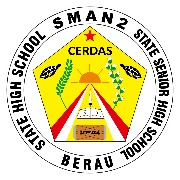 SMAN 2
STATE HIGH SCHOOL
STATE SENIOR HIGH SCHOOL
CERDAS
BERAU